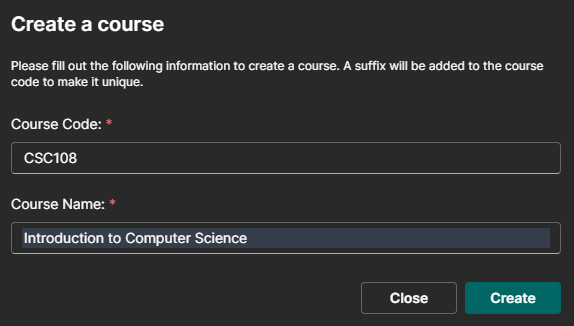 Create a course
Please fill out the following information to create a course. A suffix will be added to the course
code to make it unique.
Course Code: *
CSC108
Course Name: *
Introduction to Computer Science
Close
Create